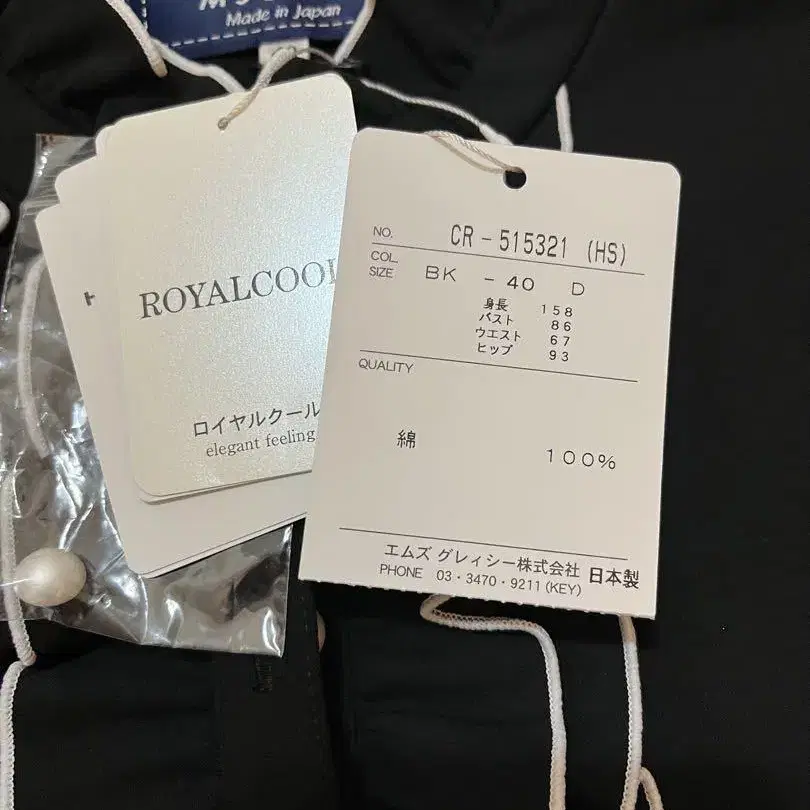 Made in Japan
ROYALCOOL
ロイヤルクール
elegant feeling
NO. CR-515321 (HS)
COL.
SIZE BK - 40 D
身長 158
バスト 86
ウエスト 67
ヒップ 93
QUALITY
綿 100%
エムズ グレィシー株式会社 日本製
PHONE 03・3470・9211 (KEY)